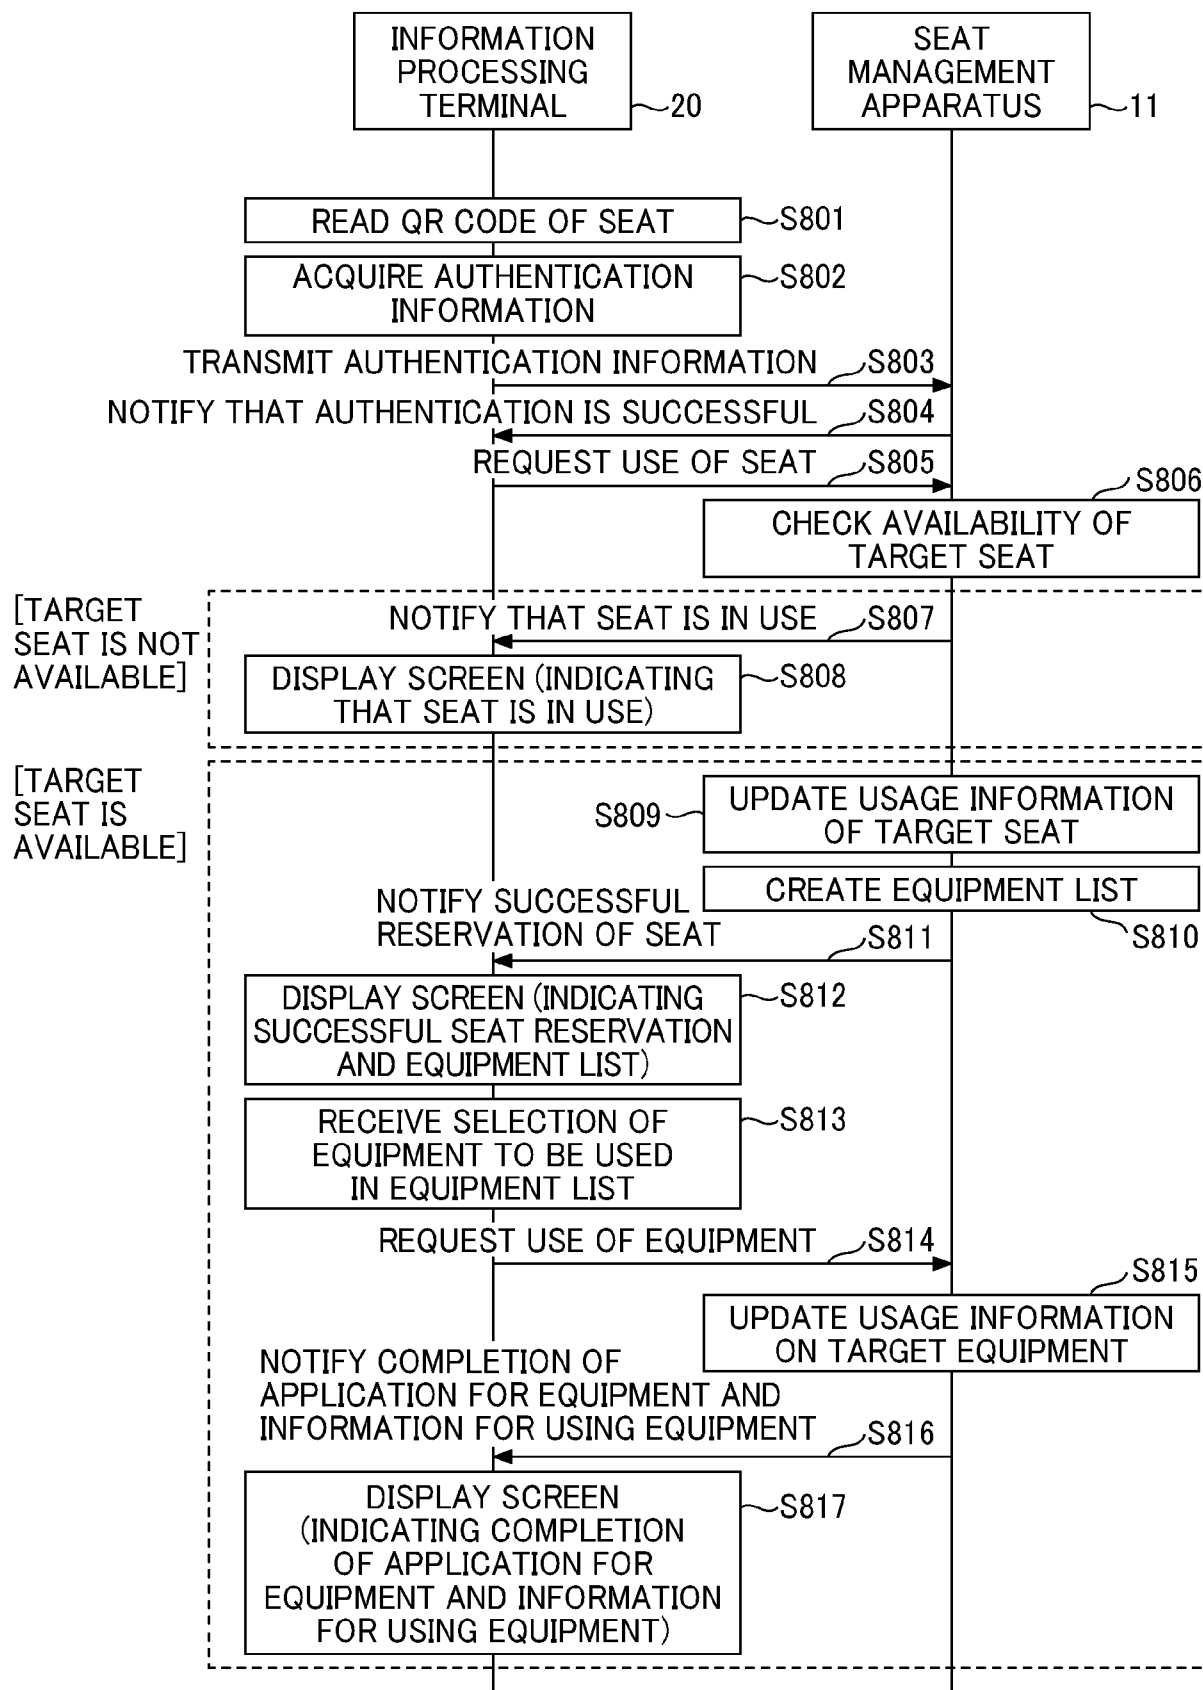 INFORMATION
PROCESSING
TERMINAL
20
SEAT
MANAGEMENT
APPARATUS
11
READ QR CODE OF SEAT
S801
ACQUIRE AUTHENTICATION
INFORMATION
S802
TRANSMIT AUTHENTICATION INFORMATION
S803
NOTIFY THAT AUTHENTICATION IS SUCCESSFUL
S804
REQUEST USE OF SEAT
S805
S806
CHECK AVAILABILITY OF
TARGET SEAT
[TARGET
SEAT IS NOT
AVAILABLE]
NOTIFY THAT SEAT IS IN USE
S807
DISPLAY SCREEN (INDICATING
THAT SEAT IS IN USE)
S808
[TARGET
SEAT IS
AVAILABLE]
S809
UPDATE USAGE INFORMATION
OF TARGET SEAT
CREATE EQUIPMENT LIST
S810
NOTIFY SUCCESSFUL
RESERVATION OF SEAT
S811
DISPLAY SCREEN (INDICATING
SUCCESSFUL SEAT RESERVATION
AND EQUIPMENT LIST)
S812
RECEIVE SELECTION OF
EQUIPMENT TO BE USED
IN EQUIPMENT LIST
S813
REQUEST USE OF EQUIPMENT
S814
S815
UPDATE USAGE INFORMATION
ON TARGET EQUIPMENT
NOTIFY COMPLETION OF
APPLICATION FOR EQUIPMENT AND
INFORMATION FOR USING EQUIPMENT
S816
DISPLAY SCREEN
(INDICATING COMPLETION
OF APPLICATION FOR
EQUIPMENT AND INFORMATION
FOR USING EQUIPMENT)
S817